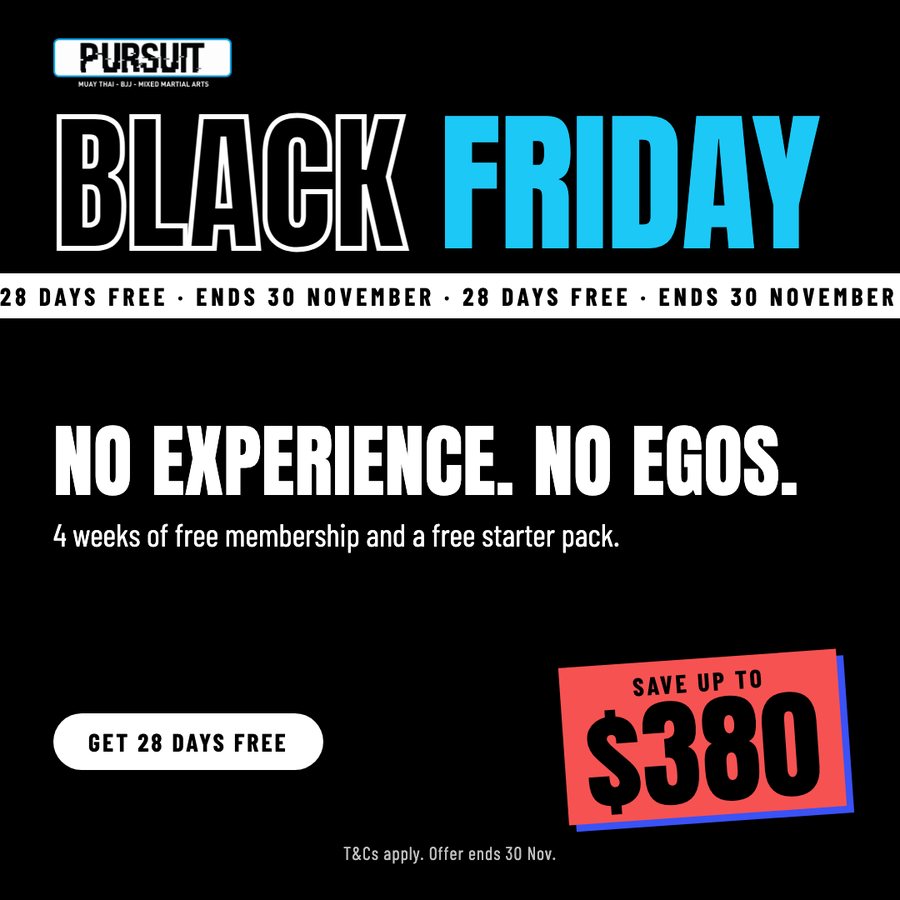 PURSUIT
MUAY THAI - BJJ - MIXED MARTIAL ARTS
BLACK FRIDAY
28 DAYS FREE · ENDS 30 NOVEMBER · 28 DAYS FREE · ENDS 30 NOVEMBER
NO EXPERIENCE. NO EGOS.
4 weeks of free membership and a free starter pack.
SAVE UP TO
$380
GET 28 DAYS FREE
T&Cs apply. Offer ends 30 Nov.